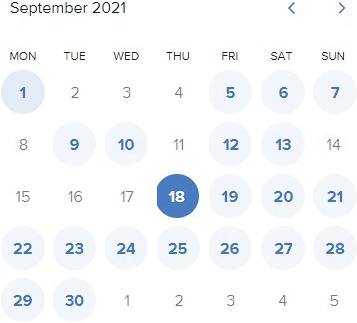 September 2021
MON TUE WED THU FRI SAT SUN
1 2 3 4 5 6 7
8 9 10 11 12 13 14
15 16 17 18 19 20 21
22 23 24 25 26 27 28
29 30 1 2 3 4 5